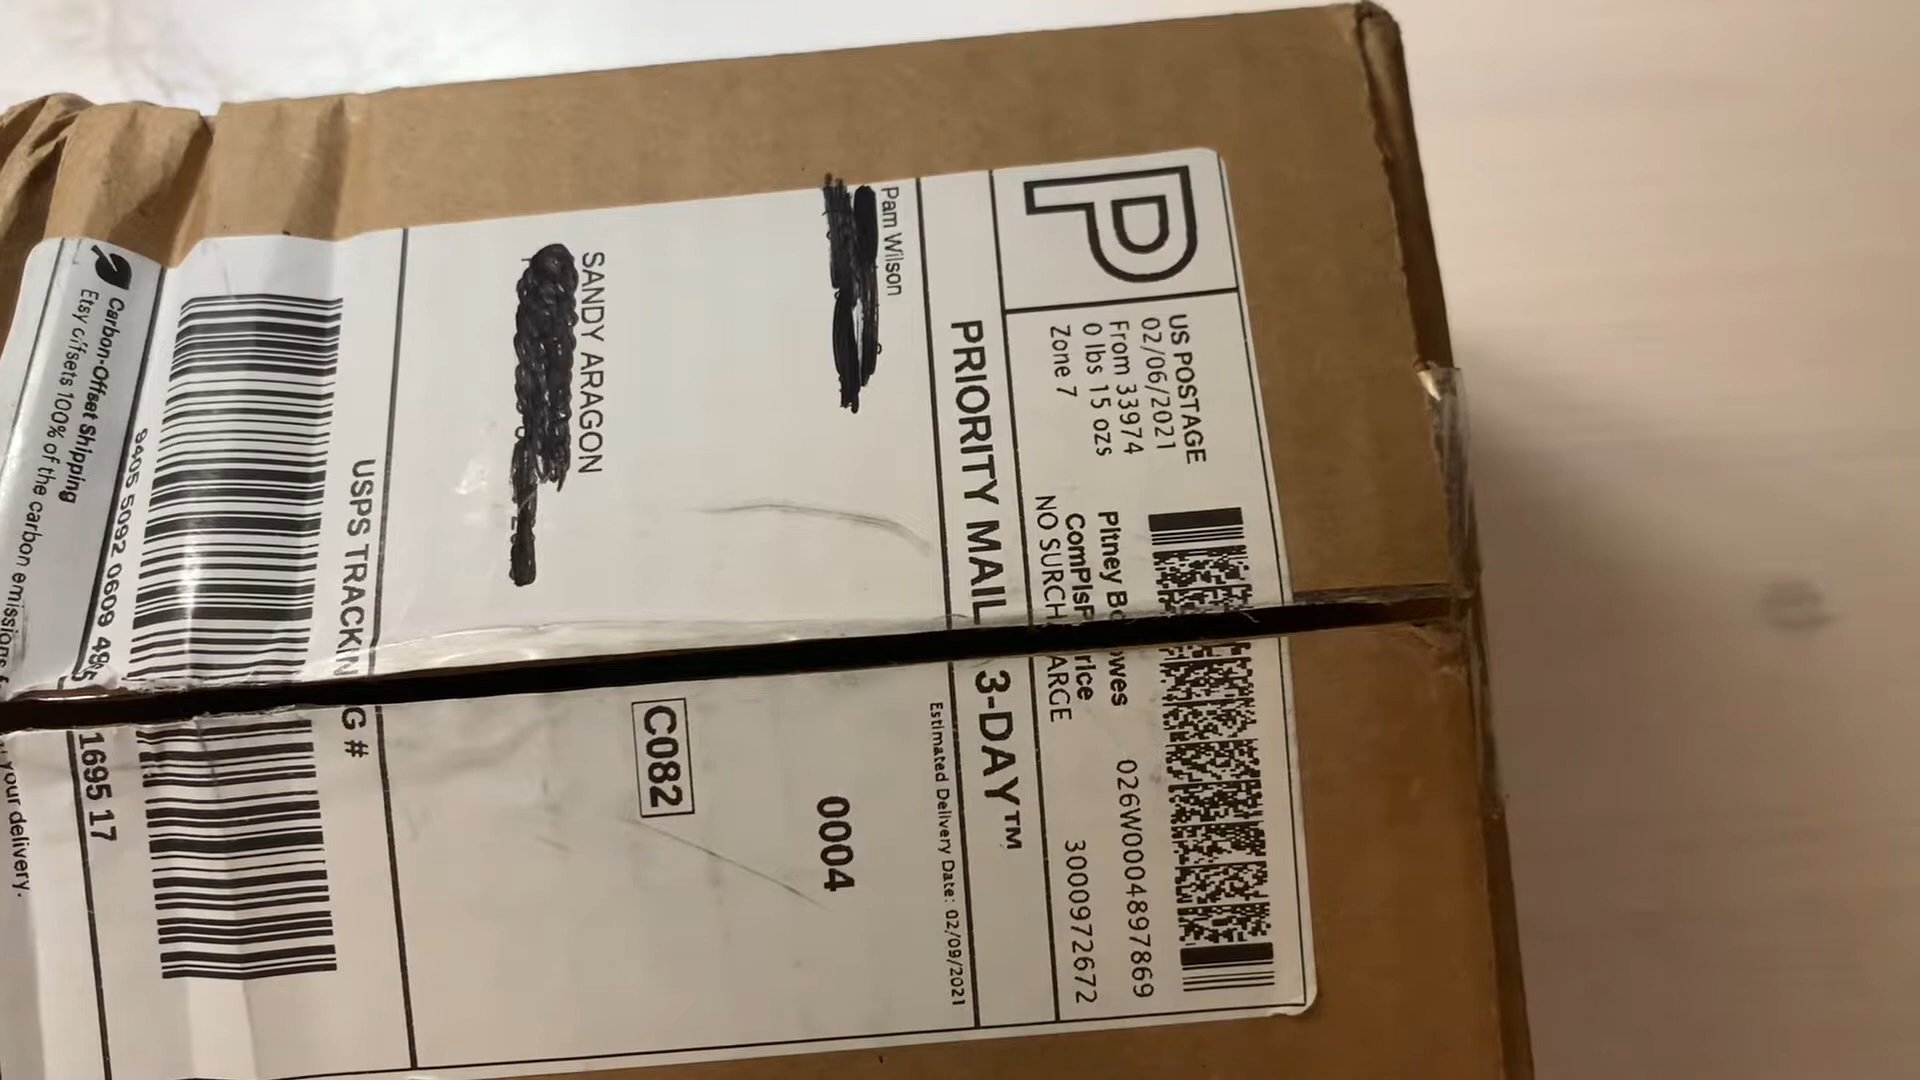 P
US POSTAGE
02/06/2021
From 33974
0 lbs 15 ozs
Zone 7
Pitney Bowes
ComPlsPrice
NO SURCHARGE
026W0004897869
3000972672
PRIORITY MAIL 3-DAY™
Pam Wilson
Estimated Delivery Date: 02/09/2021
0004
SANDY ARAGON
C082
USPS TRACKING #
9405 5092 0609 4985 1695 17
Carbon-Offset Shipping
Etsy offsets 100% of the carbon emissions your delivery.